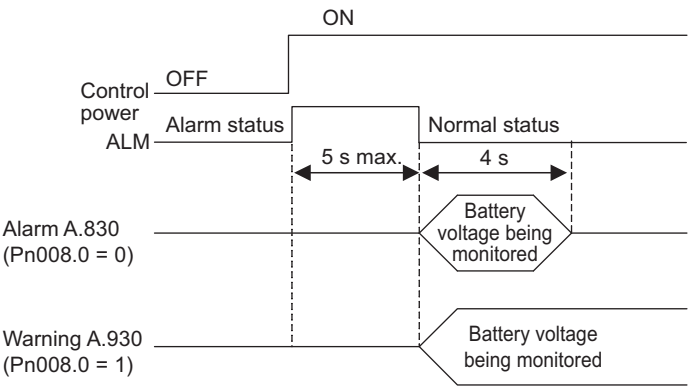 ON
OFF
Control
power
ALM
Alarm status
Normal status
5 s max.
4 s
Alarm A.830
(Pn008.0 = 0)
Battery
voltage being
monitored
Warning A.930
(Pn008.0 = 1)
Battery voltage
being monitored